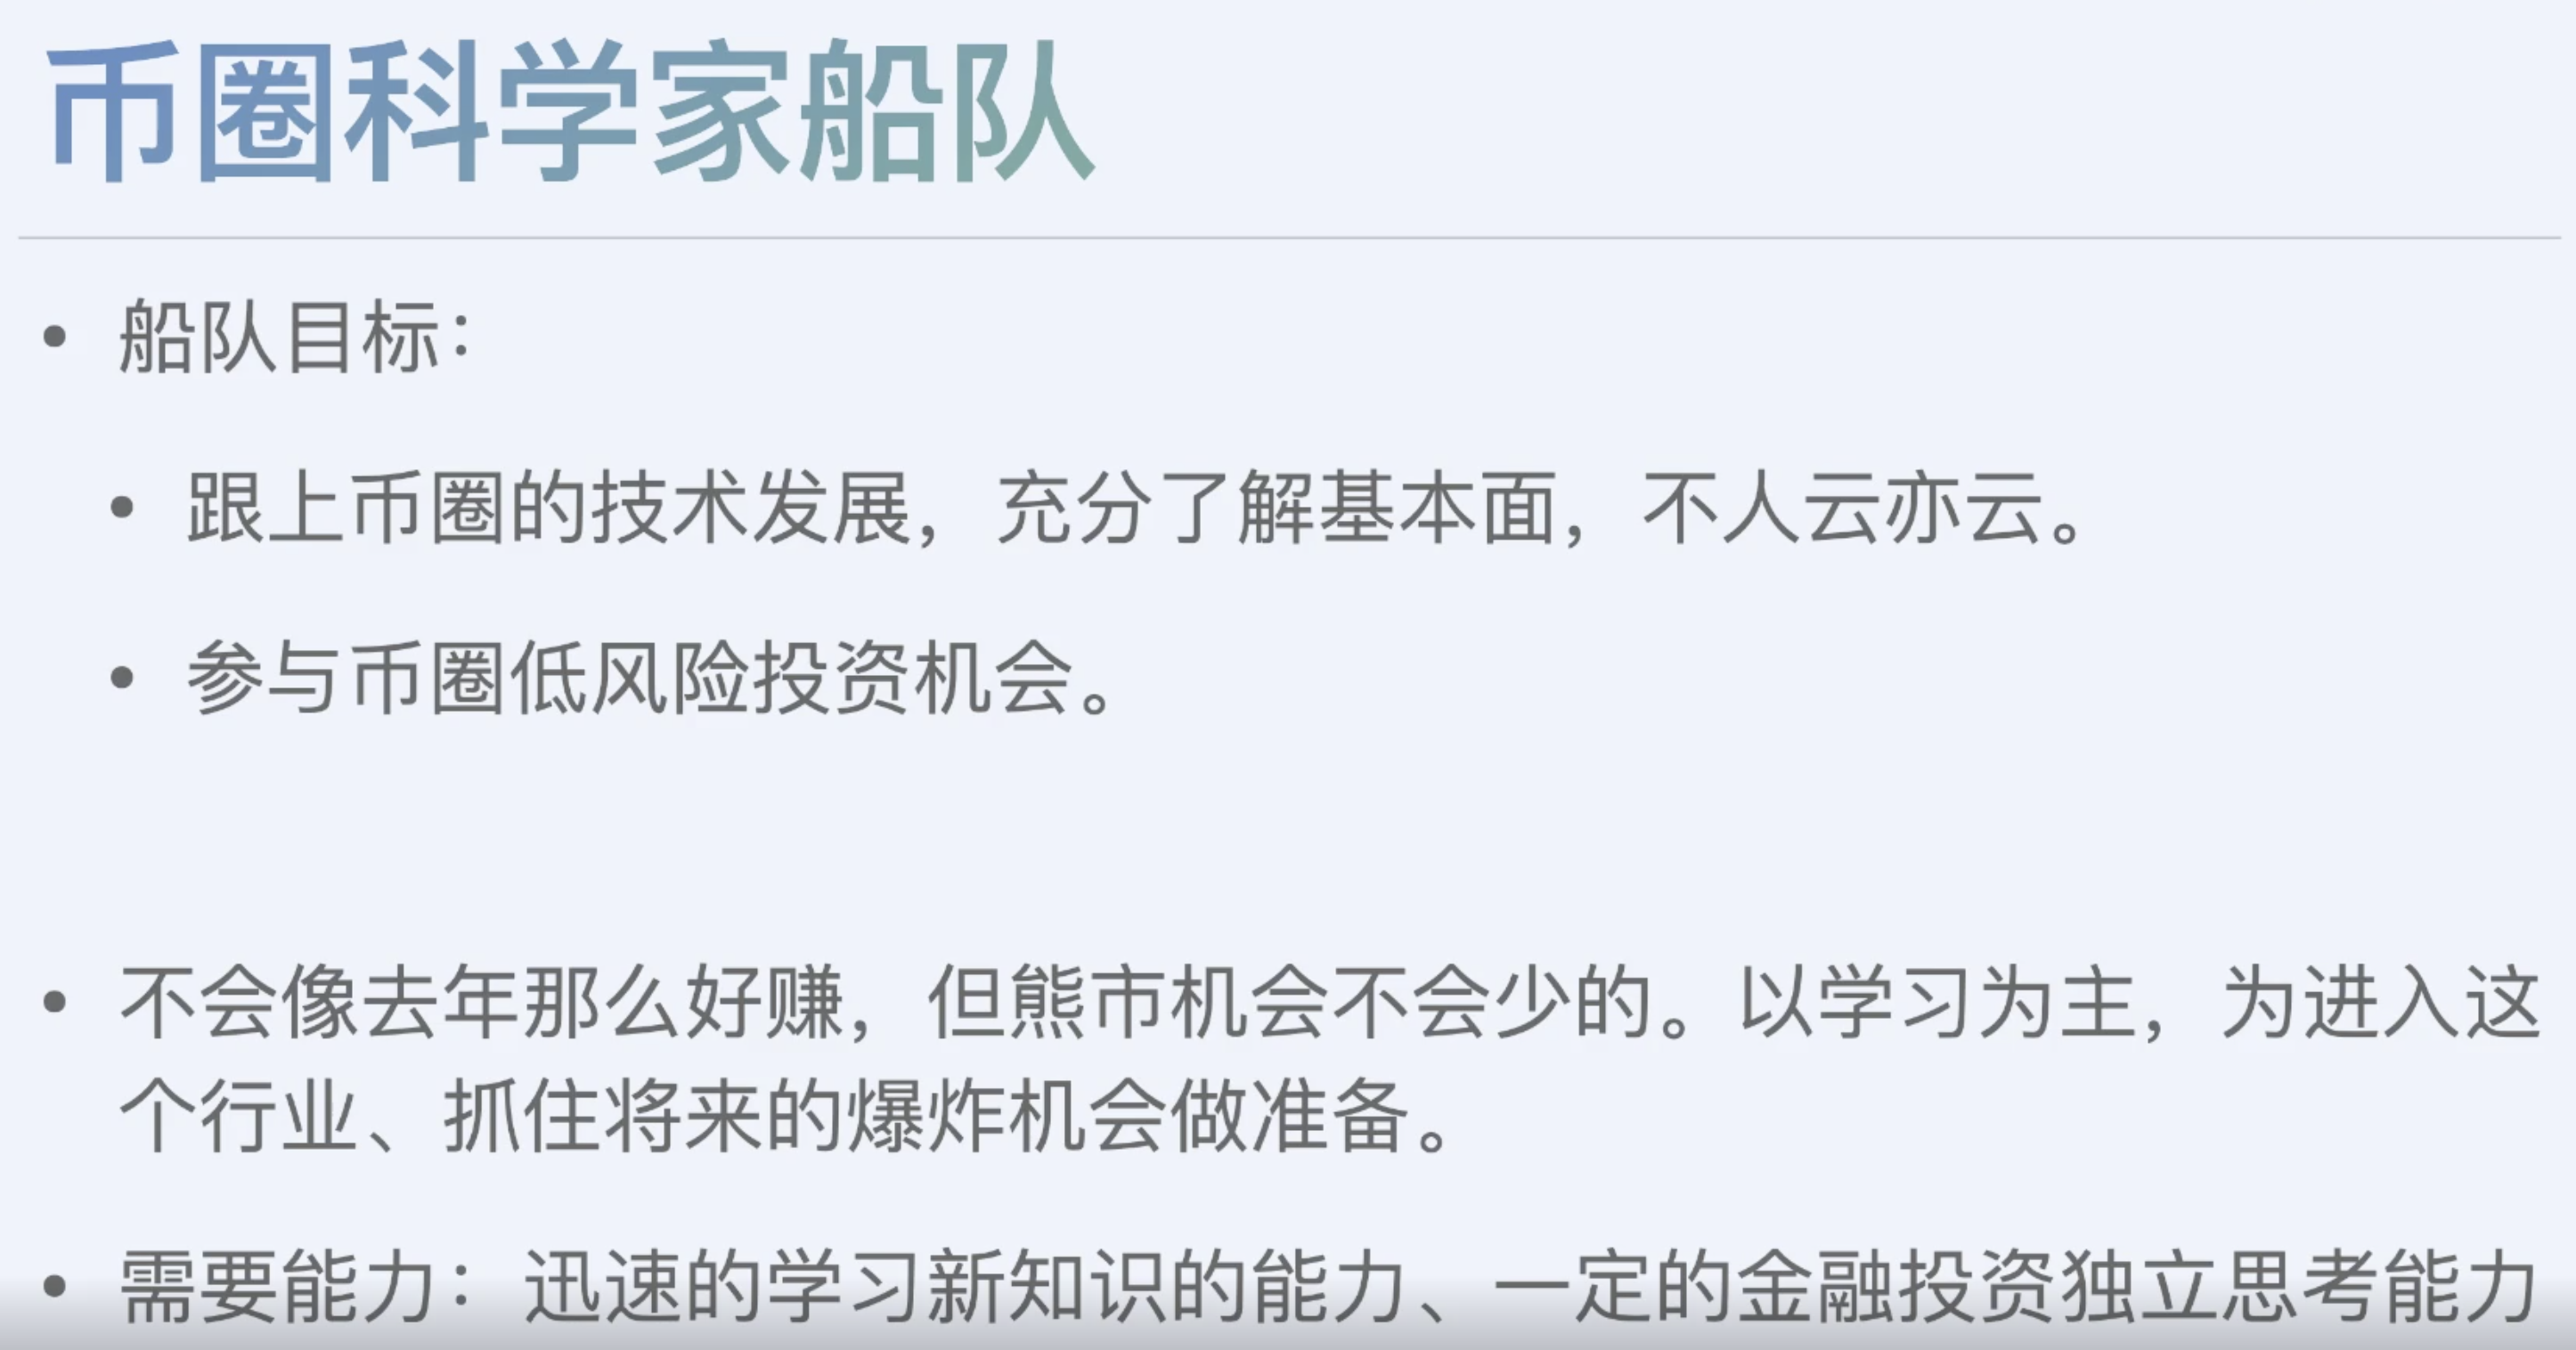 币圈科学家船队
• 船队目标：
• 跟上币圈的技术发展，充分了解基本面，不人云亦云。
• 参与币圈低风险投资机会。
• 不会像去年那么好赚，但熊市机会不会少的。以学习为主，为进入这
个行业、抓住将来的爆炸机会做准备。
• 需要能力：迅速的学习新知识的能力、一定的金融投资独立思考能力